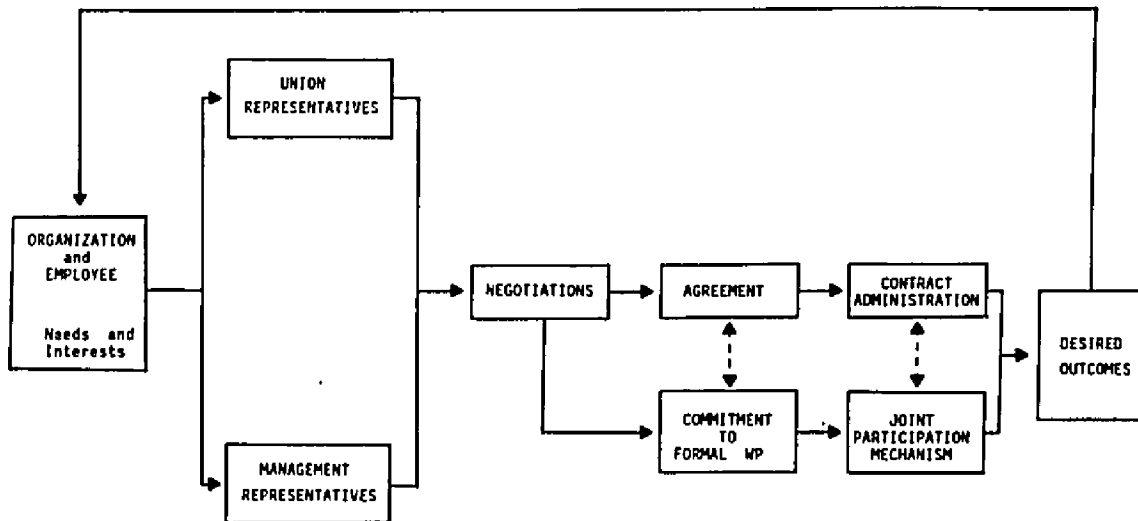 UNION
REPRESENTATIVES
ORGANIZATION
and
EMPLOYEE
Needs and
Interests
NEGOTIATIONS
AGREEMENT
CONTRACT
ADMINISTRATION
DESIRED
OUTCOMES
COMMITMENT
TO
FORMAL WP
JOINT
PARTICIPATION
MECHANISM
MANAGEMENT
REPRESENTATIVES